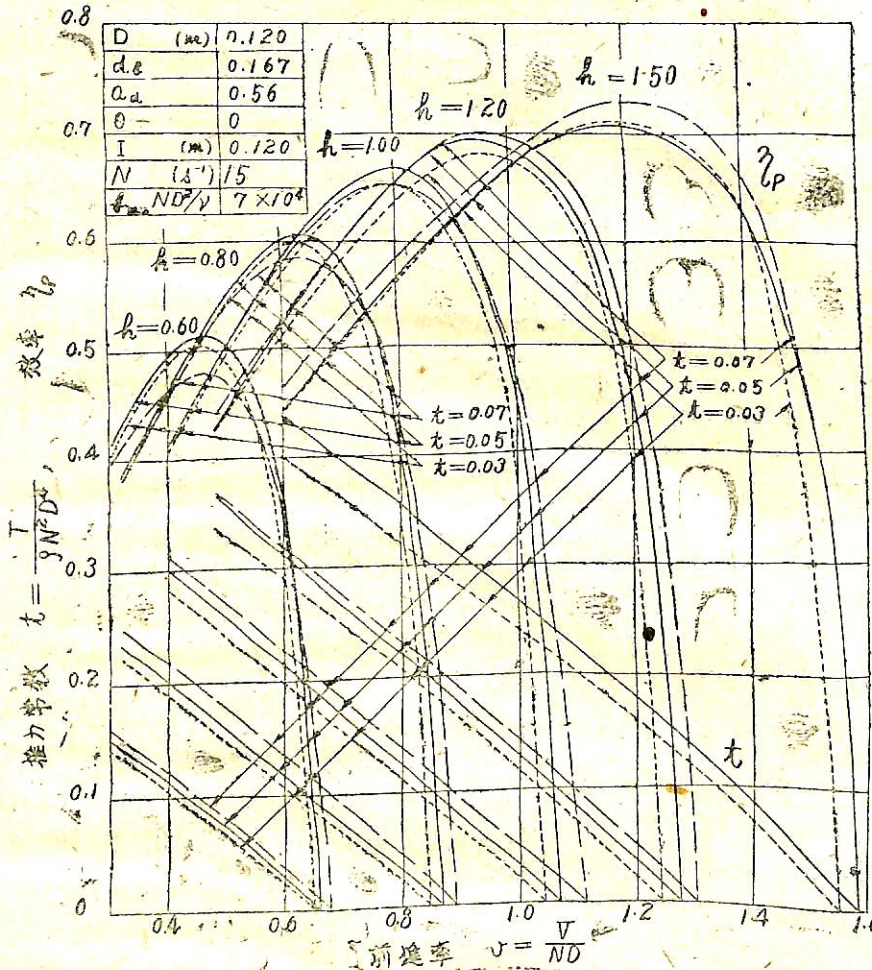 0.8
D (m) 0.120
0.167
0.56
0
I (m) 0.120
N (s⁻¹) 15
ND²/ν 7×10⁴
h=1.50
h=1.20
h=1.00
0.7
ηp
0.6
h=0.80
h=0.60
效率 ηp
0.5
t=0.07
t=0.05
t=0.03
t=0.07
t=0.05
t=0.03
0.4
推力常数 t=T/ρN²D⁴,
0.3
0.2
t
0.1
0
0.4 0.6 0.8 1.0 1.2 1.4
前進率 v=V/ND